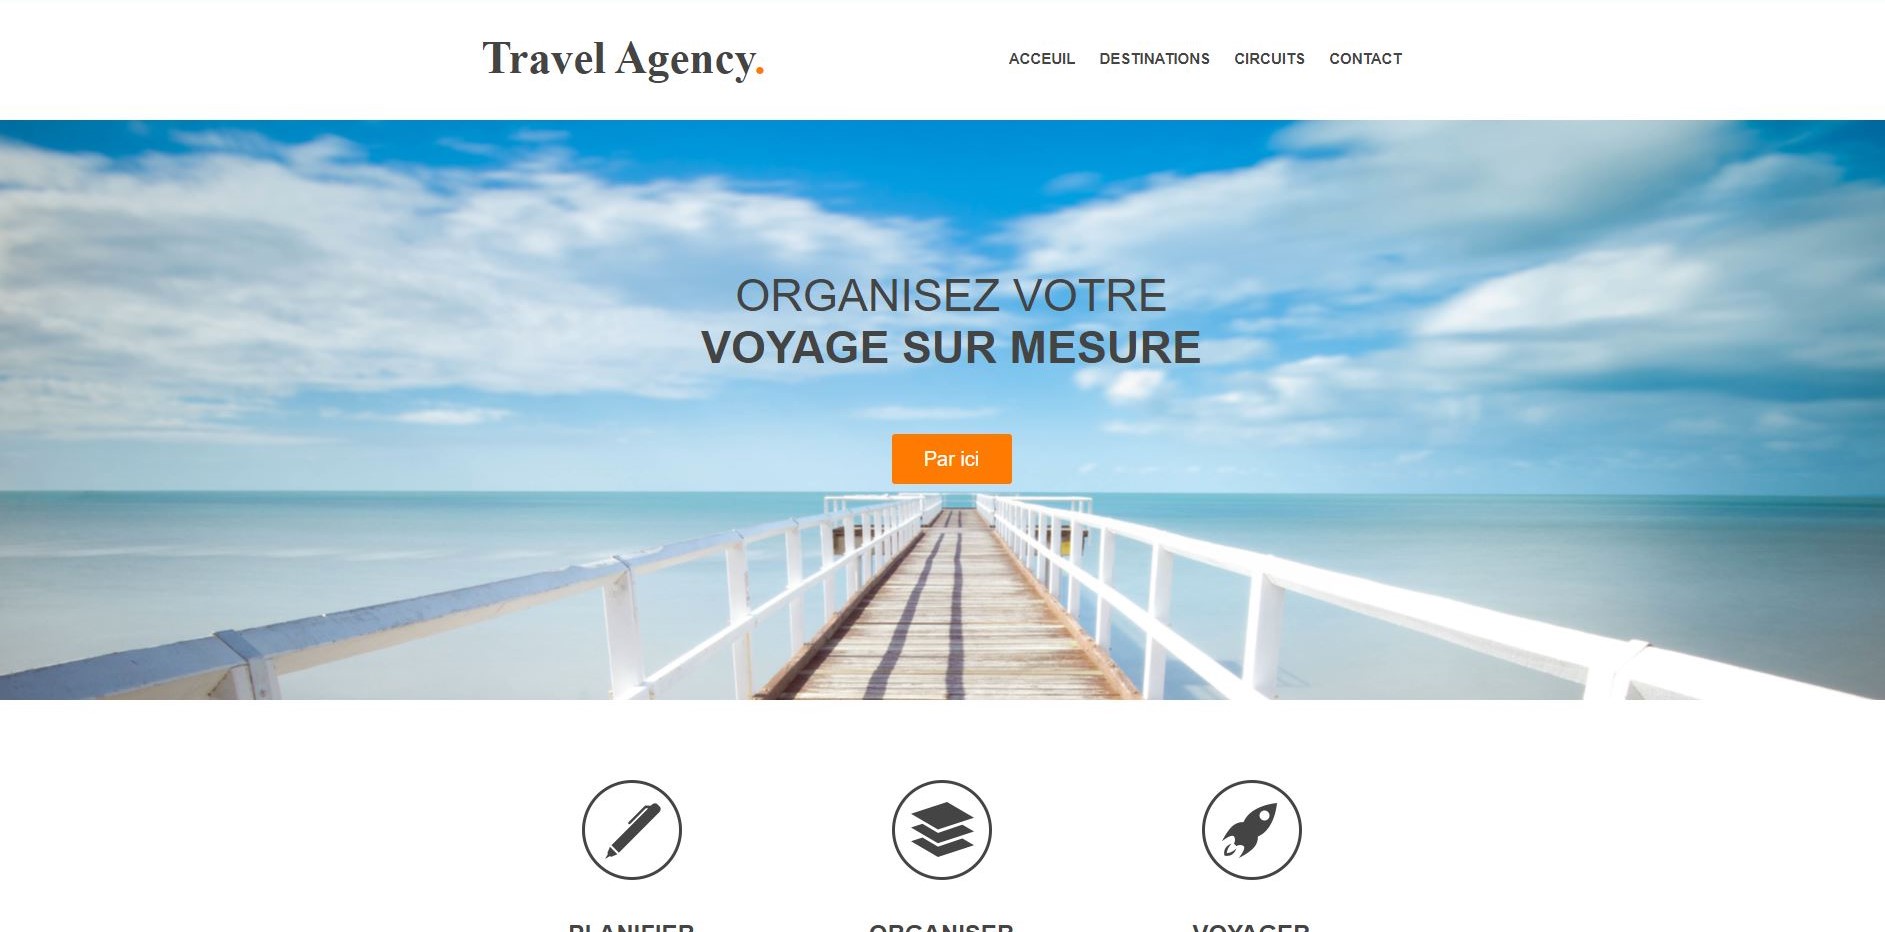 Travel Agency.
ACCEUIL DESTINATIONS CIRCUITS CONTACT
ORGANISEZ VOTRE
VOYAGE SUR MESURE
Par ici
PLANIFIER ORGANISER VOYAGER